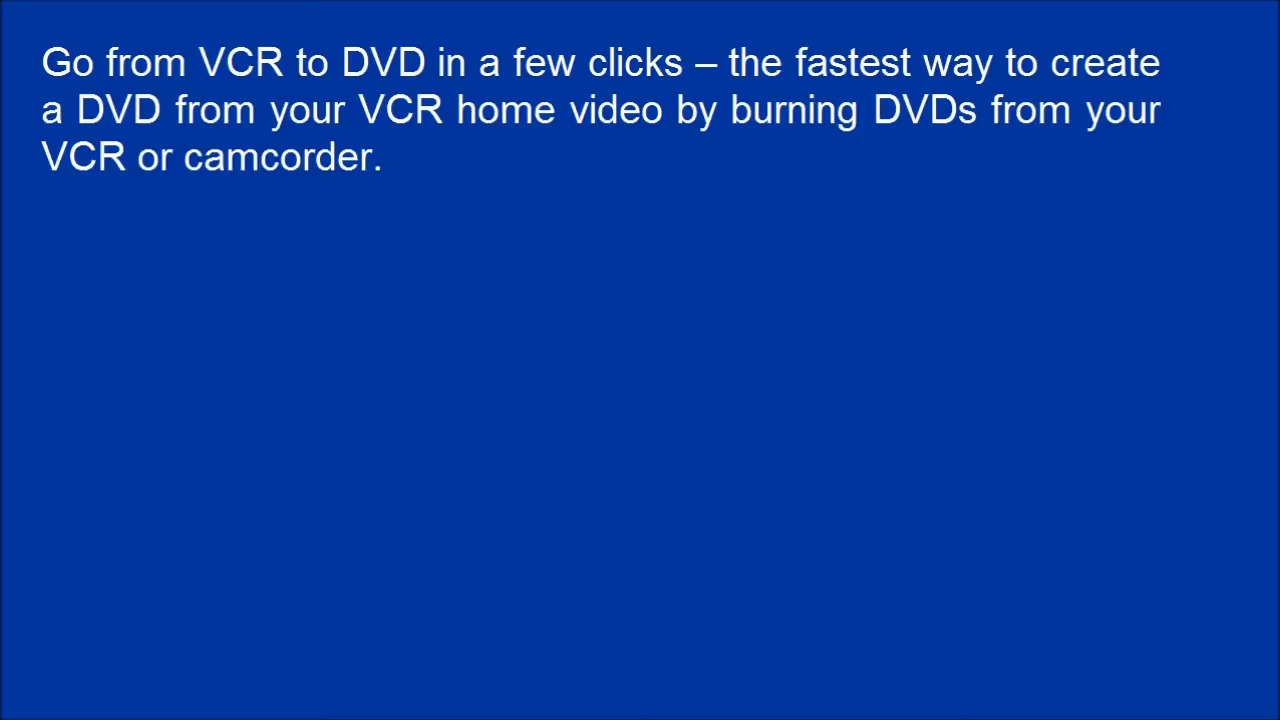 Go from VCR to DVD in a few clicks – the fastest way to create
a DVD from your VCR home video by burning DVDs from your
VCR or camcorder.